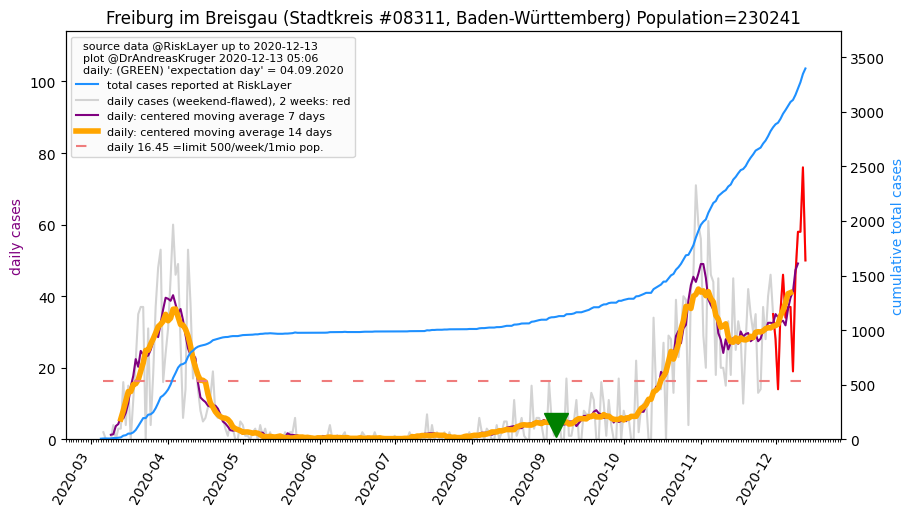 Freiburg im Breisgau (Stadtkreis #08311, Baden-Württemberg) Population=230241
source data @RiskLayer up to 2020-12-13
plot @DrAndreasKruger 2020-12-13 05:06
daily: (GREEN) 'expectation day' = 04.09.2020
total cases reported at RiskLayer
daily cases (weekend-flawed), 2 weeks: red
daily: centered moving average 7 days
daily: centered moving average 14 days
daily 16.45 =limit 500/week/1mio pop.
daily cases
100
80
60
40
20
0
cumulative total cases
3500
3000
2500
2000
1500
1000
500
0
2020-03
2020-04
2020-05
2020-06
2020-07
2020-08
2020-09
2020-10
2020-11
2020-12